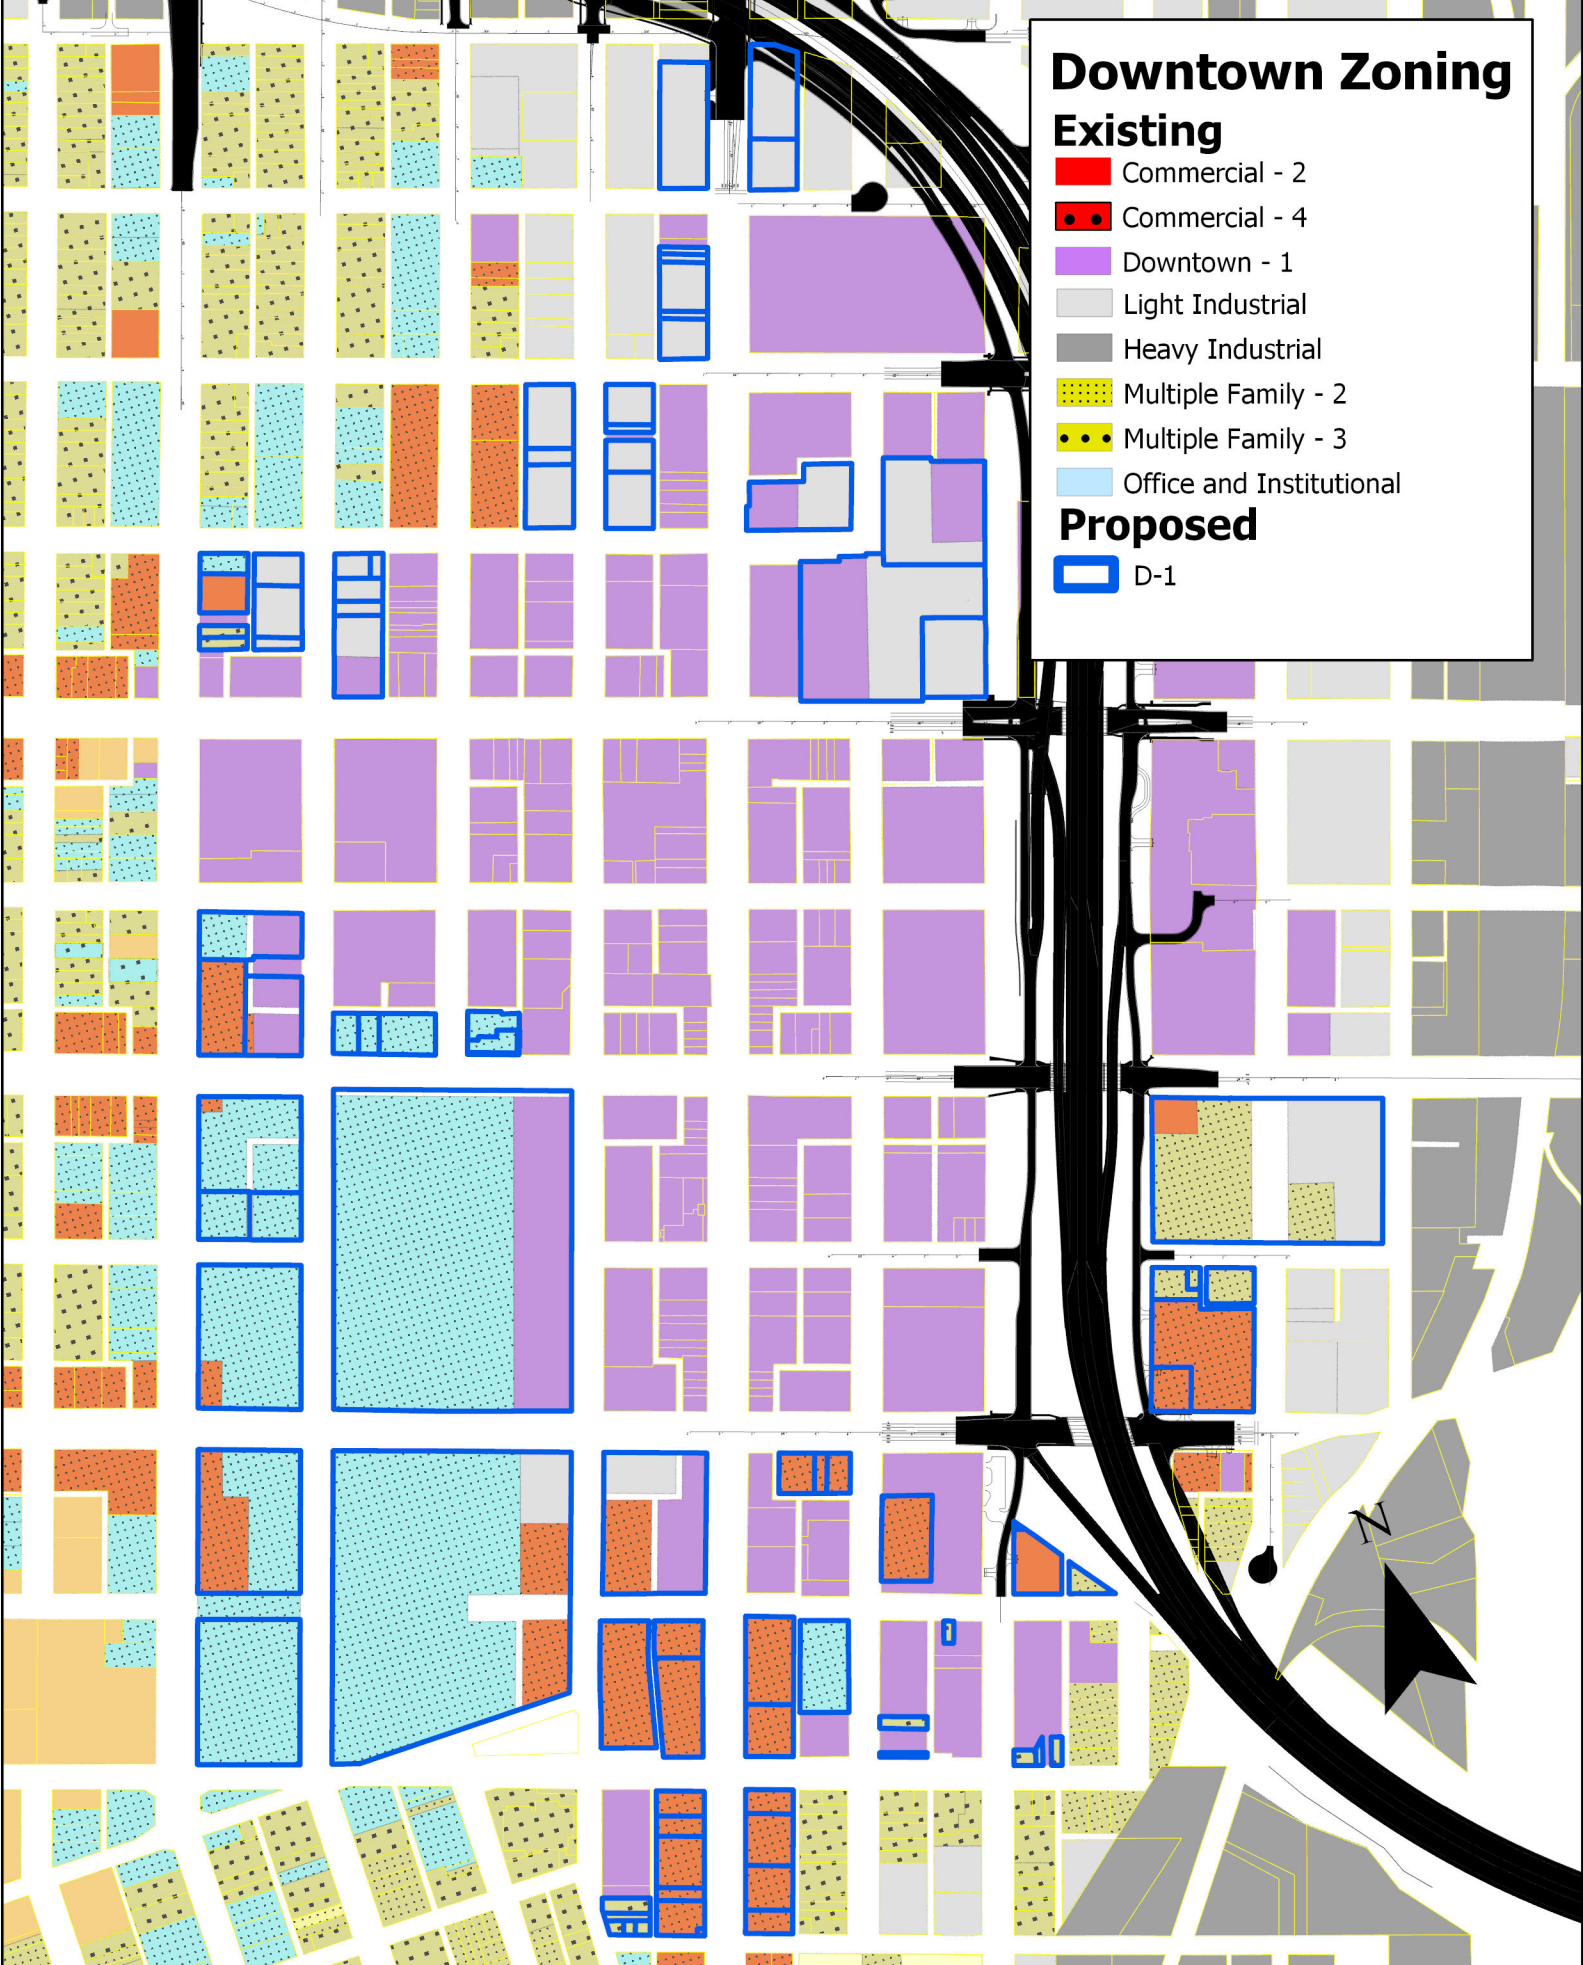 Downtown Zoning
Existing
Commercial - 2
Commercial - 4
Downtown - 1
Light Industrial
Heavy Industrial
Multiple Family - 2
Multiple Family - 3
Office and Institutional
Proposed
D-1
N